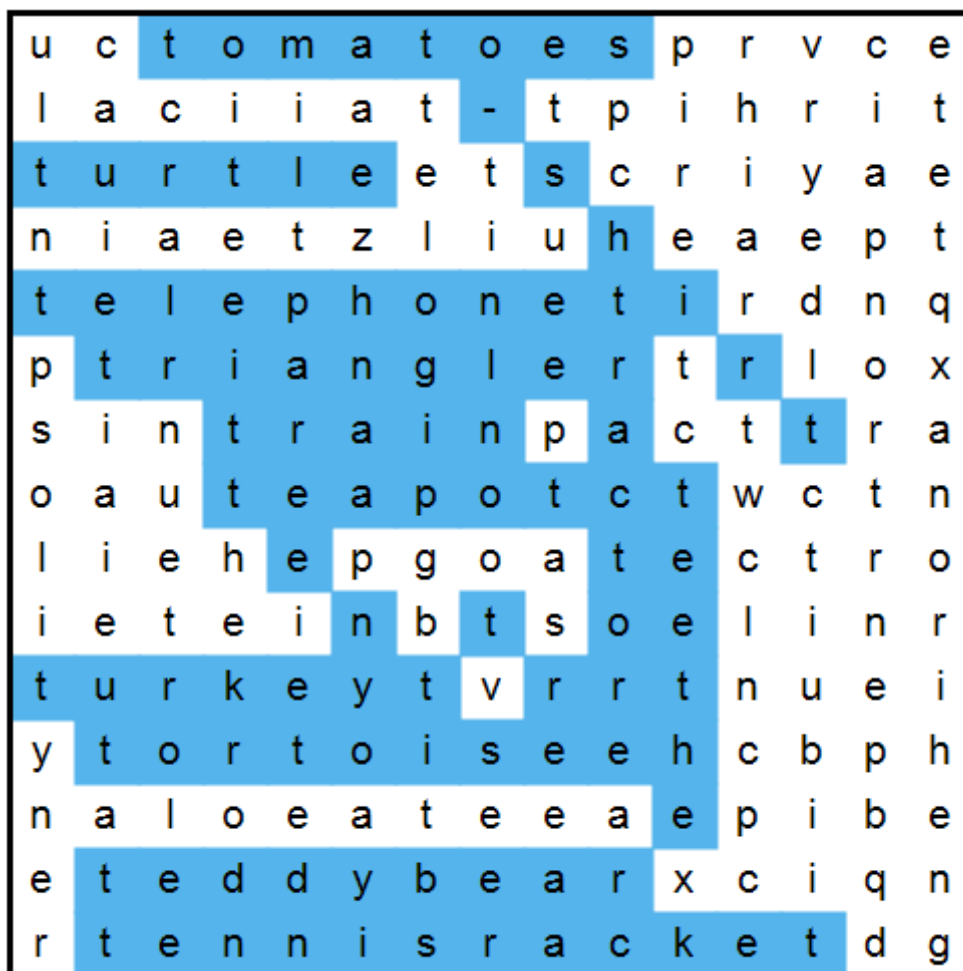 u c t o m a t o e s p r v c e
l a c i i a t - t p i h r i t
t u r t l e e t s c r i y a e
n i a e t z l i u h e a e p t
t e l e p h o n e t i r d n q
p t r i a n g l e r t r l o x
s i n t r a i n p a c t t r a
o a u t e a p o t c t w c t n
l i e h e p g o a t e c t r o
i e t e i n b t s o e l i n r
t u r k e y t v r r t n u e i
y t o r t o i s e e h c b p h
n a l o e a t e e a e p i b e
e t e d d y b e a r x c i q n
r t e n n i s r a c k e t d g